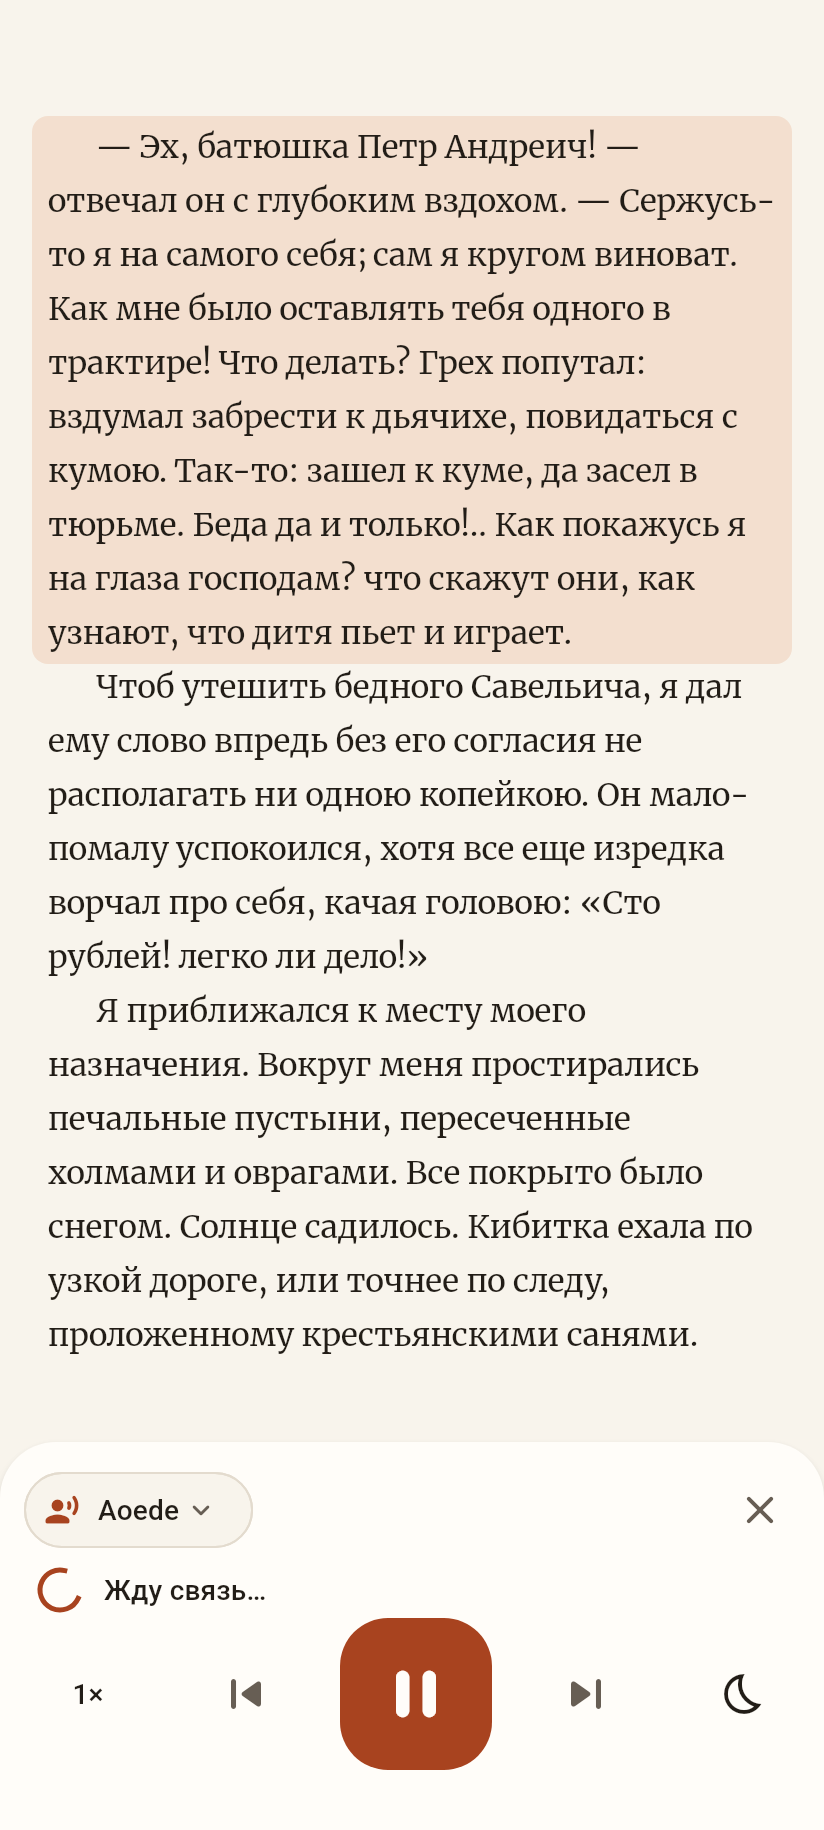 — Эх, батюшка Петр Андреич! —
отвечал он с глубоким вздохом. — Сержусь-
то я на самого себя; сам я кругом виноват.
Как мне было оставлять тебя одного в
трактире! Что делать? Грех попутал:
вздумал забрести к дьячихе, повидаться с
кумою. Так-то: зашел к куме, да засел в
тюрьме. Беда да и только!.. Как покажусь я
на глаза господам? что скажут они, как
узнают, что дитя пьет и играет.
Чтоб утешить бедного Савельича, я дал
ему слово впредь без его согласия не
располагать ни одною копейкою. Он мало-
помалу успокоился, хотя все еще изредка
ворчал про себя, качая головою: «Сто
рублей! легко ли дело!»
Я приближался к месту моего
назначения. Вокруг меня простирались
печальные пустыни, пересеченные
холмами и оврагами. Все покрыто было
снегом. Солнце садилось. Кибитка ехала по
узкой дороге, или точнее по следу,
проложенному крестьянскими санями.
Aoede
Жду связь…
1×